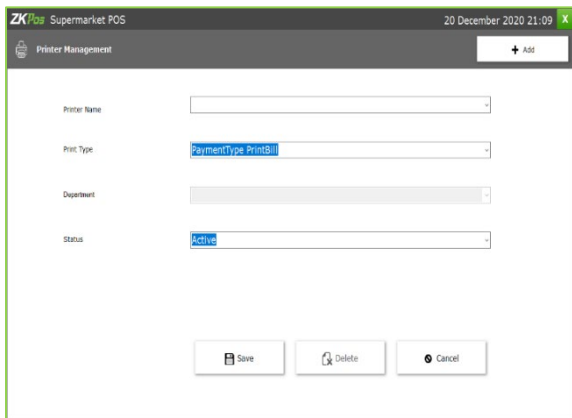 ZKPos Supermarket POS 20 December 2020 21:09 X
Printer Management + Add
Printer Name
Print Type PaymentType PrintBill
Department
Status Active
Save Delete Cancel